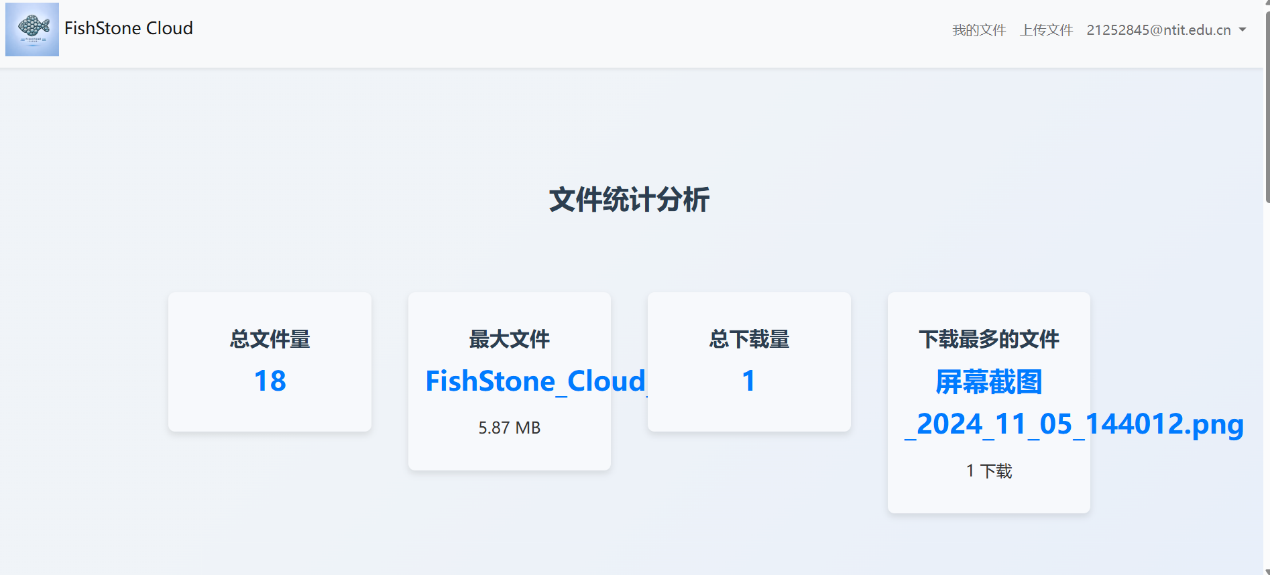 FishStone Cloud
我的文件 上传文件 21252845@ntit.edu.cn
文件统计分析
总文件量
18
最大文件
FishStone_Cloud_
5.87 MB
总下载量
1
下载最多的文件
屏幕截图
_2024_11_05_144012.png
1 下载